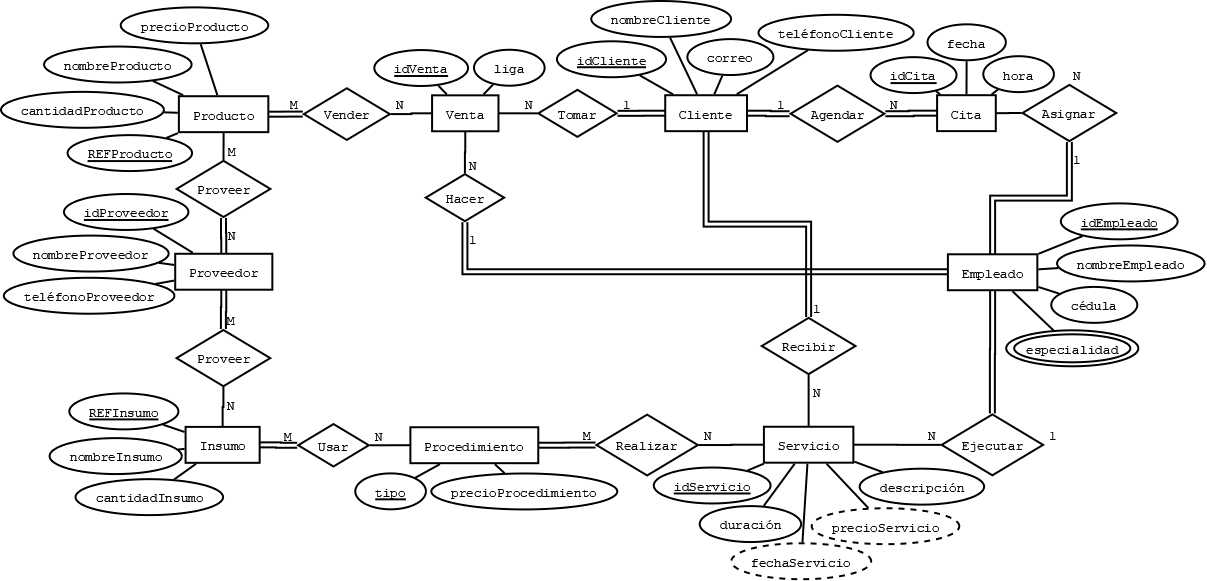 nombreCliente
precioProducto
teléfonoCliente
fecha
nombreProducto
idVenta
liga
idCliente
correo
idCita
hora
N
cantidadProducto
Producto
M
Vender
N
Venta
N
Tomar
1
Cliente
1
Agendar
N
Cita
Asignar
REFProducto
M
N
1
Proveer
Hacer
idProveedor
N
1
idEmpleado
nombreProveedor
Proveedor
Empleado
nombreEmpleado
teléfonoProveedor
cédula
M
1
Proveer
Recibir
especialidad
N
N
REFInsumo
Insumo
M
Usar
N
Procedimiento
M
Realizar
N
Servicio
N
Ejecutar
1
nombreInsumo
cantidadInsumo
tipo
precioProcedimiento
idServicio
descripción
duración
precioServicio
fechaServicio